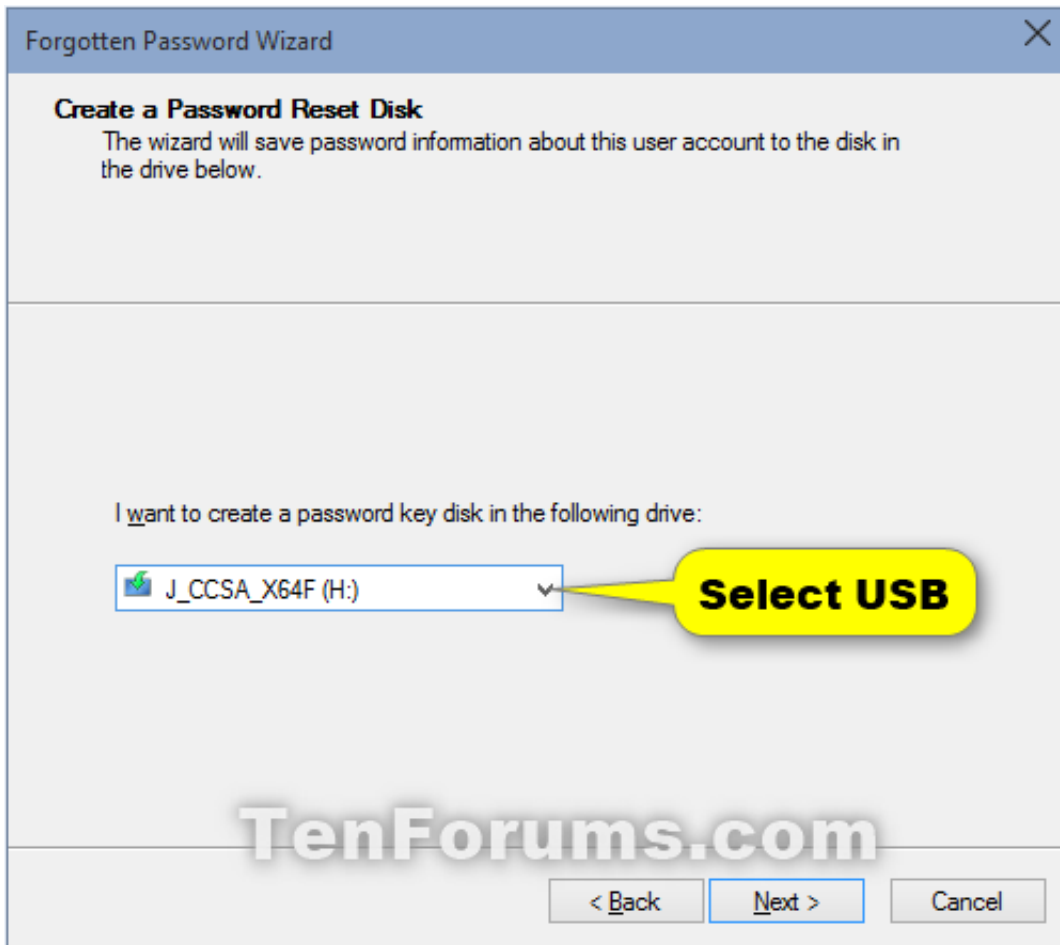 Forgotten Password Wizard
Create a Password Reset Disk
The wizard will save password information about this user account to the disk in
the drive below.
I want to create a password key disk in the following drive:
J_CCSA_X64F (H:)
Select USB
TenForums.com
< Back
Next >
Cancel